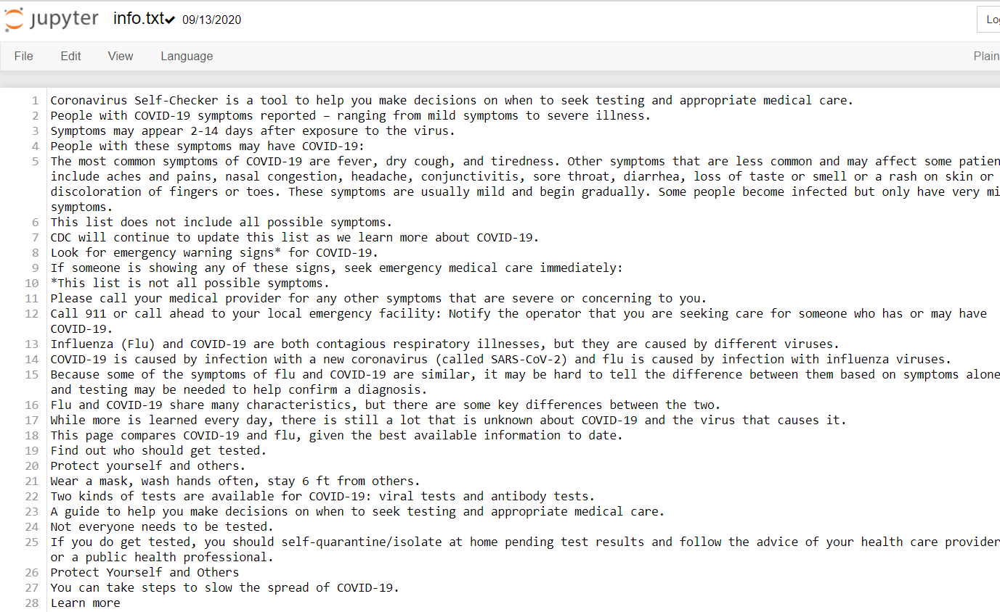 jupyter info.txt 09/13/2020
File Edit View Language
1 Coronavirus Self-Checker is a tool to help you make decisions on when to seek testing and appropriate medical care.
2 People with COVID-19 symptoms reported – ranging from mild symptoms to severe illness.
3 Symptoms may appear 2-14 days after exposure to the virus.
4 People with these symptoms may have COVID-19:
5 The most common symptoms of COVID-19 are fever, dry cough, and tiredness. Other symptoms that are less common and may affect some
include aches and pains, nasal congestion, headache, conjunctivitis, sore throat, diarrhea, loss of taste or smell or a rash on skin or
discoloration of fingers or toes. These symptoms are usually mild and begin gradually. Some people become infected but only have very
symptoms.
6 This list does not include all possible symptoms.
7 CDC will continue to update this list as we learn more about COVID-19.
8 Look for emergency warning signs* for COVID-19.
9 If someone is showing any of these signs, seek emergency medical care immediately:
10 *This list is not all possible symptoms.
11 Please call your medical provider for any other symptoms that are severe or concerning to you.
12 Call 911 or call ahead to your local emergency facility: Notify the operator that you are seeking care for someone who has or may have
COVID-19.
13 Influenza (Flu) and COVID-19 are both contagious respiratory illnesses, but they are caused by different viruses.
14 COVID-19 is caused by infection with a new coronavirus (called SARS-CoV-2) and flu is caused by infection with influenza viruses.
15 Because some of the symptoms of flu and COVID-19 are similar, it may be hard to tell the difference between them based on symptoms alone
and testing may be needed to help confirm a diagnosis.
16 Flu and COVID-19 share many characteristics, but there are some key differences between the two.
17 While more is learned every day, there is still a lot that is unknown about COVID-19 and the virus that causes it.
18 This page compares COVID-19 and flu, given the best available information to date.
19 Find out who should get tested.
20 Protect yourself and others.
21 Wear a mask, wash hands often, stay 6 ft from others.
22 Two kinds of tests are available for COVID-19: viral tests and antibody tests.
23 A guide to help you make decisions on when to seek testing and appropriate medical care.
24 Not everyone needs to be tested.
25 If you do get tested, you should self-quarantine/isolate at home pending test results and follow the advice of your health care provider
or a public health professional.
26 Protect Yourself and Others
27 You can take steps to slow the spread of COVID-19.
28 Learn more